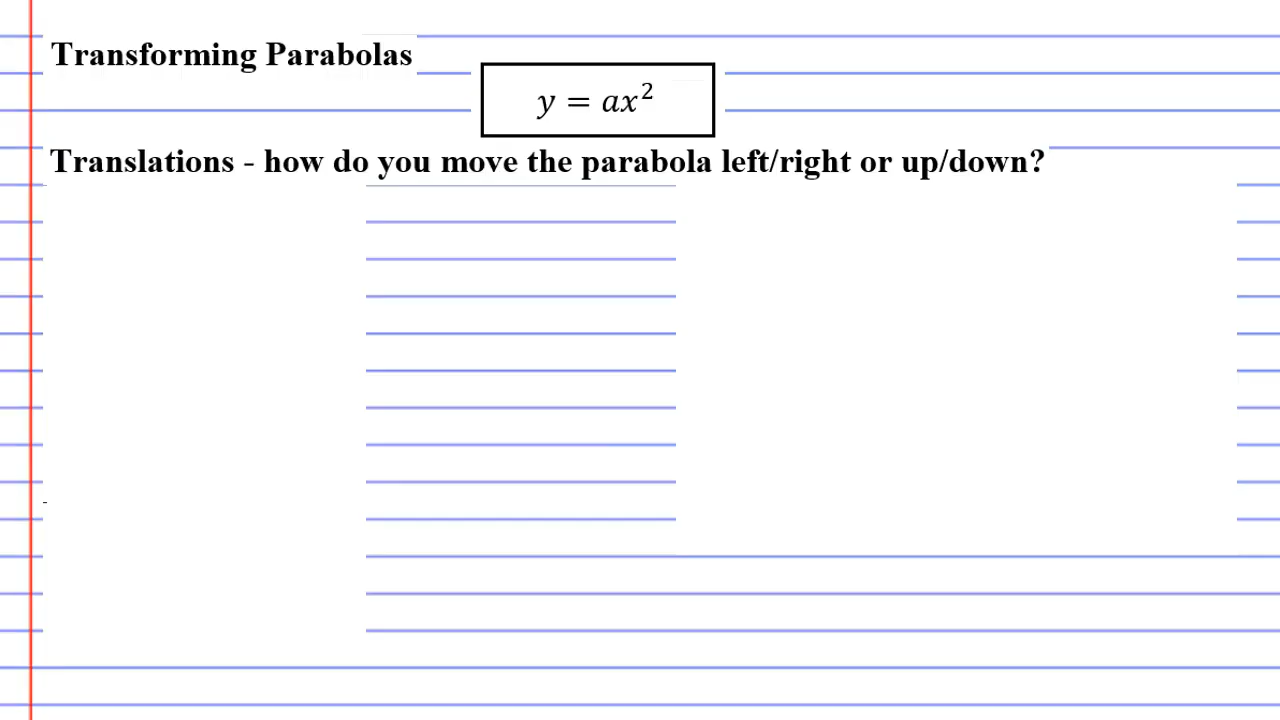 Transforming Parabolas
y = ax²
Translations - how do you move the parabola left/right or up/down?